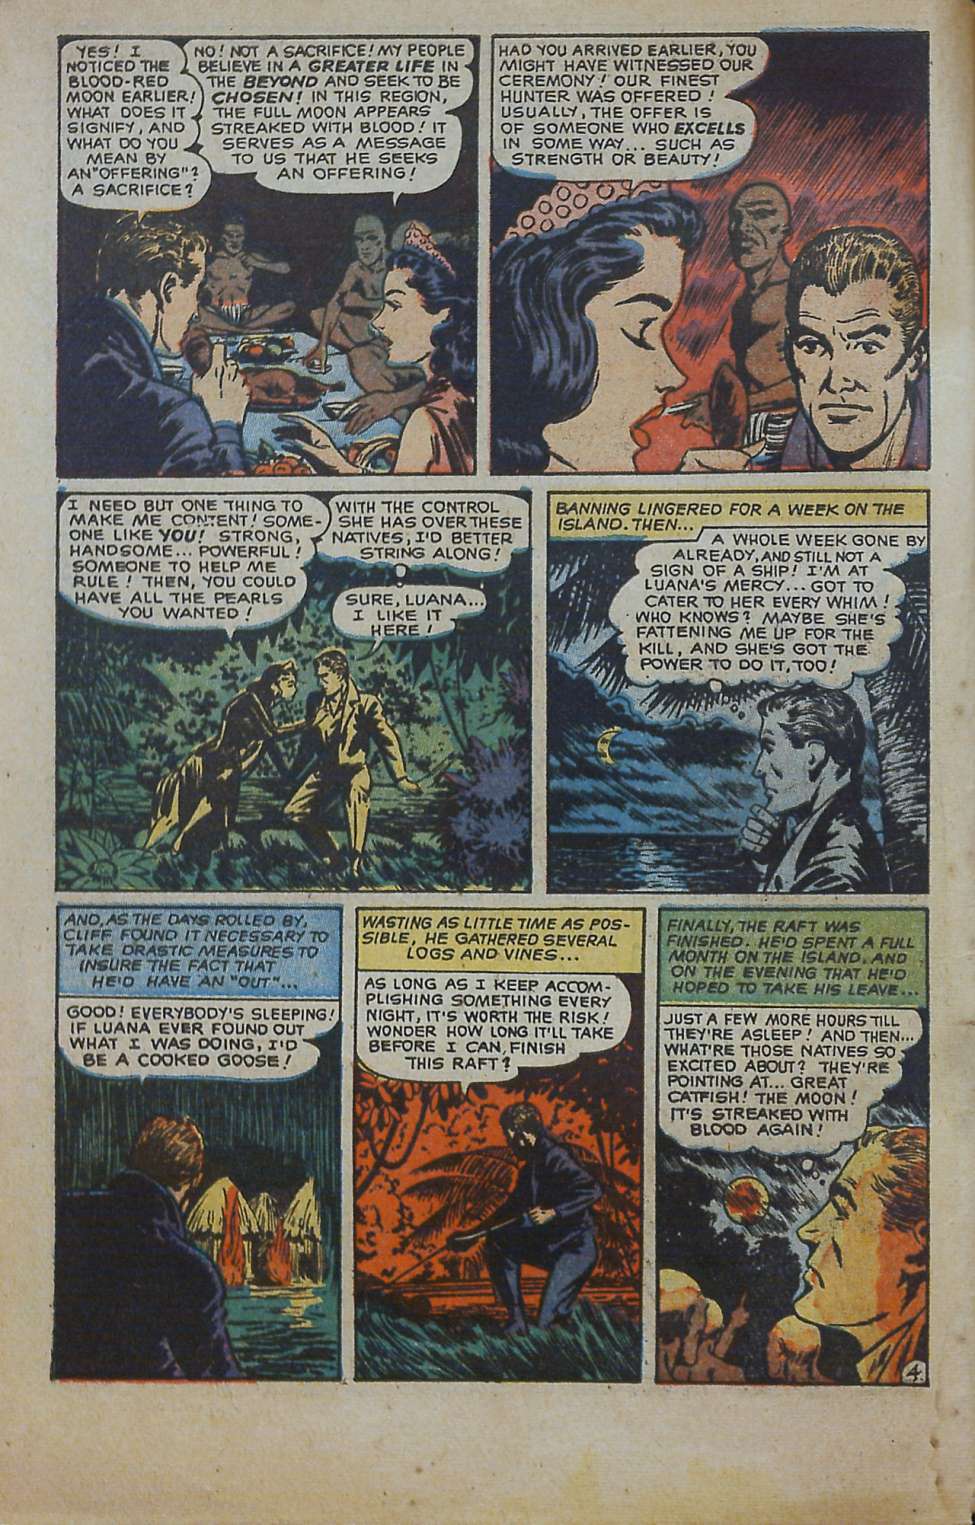 YES! I
NOTICED THE
BLOOD-RED
MOON EARLIER!
WHAT DOES IT
SIGNIFY, AND
WHAT DO YOU
MEAN BY
AN "OFFERING"?
A SACRIFICE?
NO! NOT A SACRIFICE! MY PEOPLE
BELIEVE IN A GREATER LIFE IN
THE BEYOND AND SEEK TO BE
CHOSEN! IN THIS REGION,
THE FULL MOON APPEARS
STREAKED WITH BLOOD! IT
SERVES AS A MESSAGE
TO US THAT HE SEEKS
AN OFFERING!
HAD YOU ARRIVED EARLIER, YOU
MIGHT HAVE WITNESSED OUR
CEREMONY! OUR FINEST
HUNTER WAS OFFERED!
USUALLY, THE OFFER IS
OF SOMEONE WHO EXCELLS
IN SOME WAY... SUCH AS
STRENGTH OR BEAUTY!
I NEED BUT ONE THING TO
MAKE ME CONTENT! SOME-
ONE LIKE YOU! STRONG,
HANDSOME... POWERFUL!
SOMEONE TO HELP ME
RULE! THEN, YOU COULD
HAVE ALL THE PEARLS
YOU WANTED!
WITH THE CONTROL
SHE HAS OVER THESE
NATIVES, I'D BETTER
STRING ALONG!
SURE, LUANA...
I LIKE IT
HERE!
BANNING LINGERED FOR A WEEK ON THE
ISLAND. THEN...
A WHOLE WEEK GONE BY
ALREADY, AND STILL NOT A
SIGN OF A SHIP! I'M AT
LUANA'S MERCY... GOT TO
CATER TO HER EVERY WHIM!
WHO KNOWS? MAYBE SHE'S
FATTENING ME UP FOR THE
KILL, AND SHE'S GOT THE
POWER TO DO IT, TOO!
AND, AS THE DAYS ROLLED BY,
CLIFF FOUND IT NECESSARY TO
TAKE DRASTIC MEASURES TO
INSURE THE FACT THAT
HE'D HAVE AN "OUT"...
GOOD! EVERYBODY'S SLEEPING!
IF LUANA EVER FOUND OUT
WHAT I WAS DOING, I'D
BE A COOKED GOOSE!
WASTING AS LITTLE TIME AS POS-
SIBLE, HE GATHERED SEVERAL
LOGS AND VINES...
AS LONG AS I KEEP ACCOM-
PLISHING SOMETHING EVERY
NIGHT, IT'S WORTH THE RISK!
WONDER HOW LONG IT'LL TAKE
BEFORE I CAN, FINISH
THIS RAFT?
FINALLY, THE RAFT WAS
FINISHED. HE'D SPENT A FULL
MONTH ON THE ISLAND, AND
ON THE EVENING THAT HE'D
HOPED TO TAKE HIS LEAVE...
JUST A FEW MORE HOURS TILL
THEY'RE ASLEEP! AND THEN...
WHAT'RE THOSE NATIVES SO
EXCITED ABOUT? THEY'RE
POINTING AT... GREAT
CATFISH! THE MOON!
IT'S STREAKED WITH
BLOOD AGAIN!
4